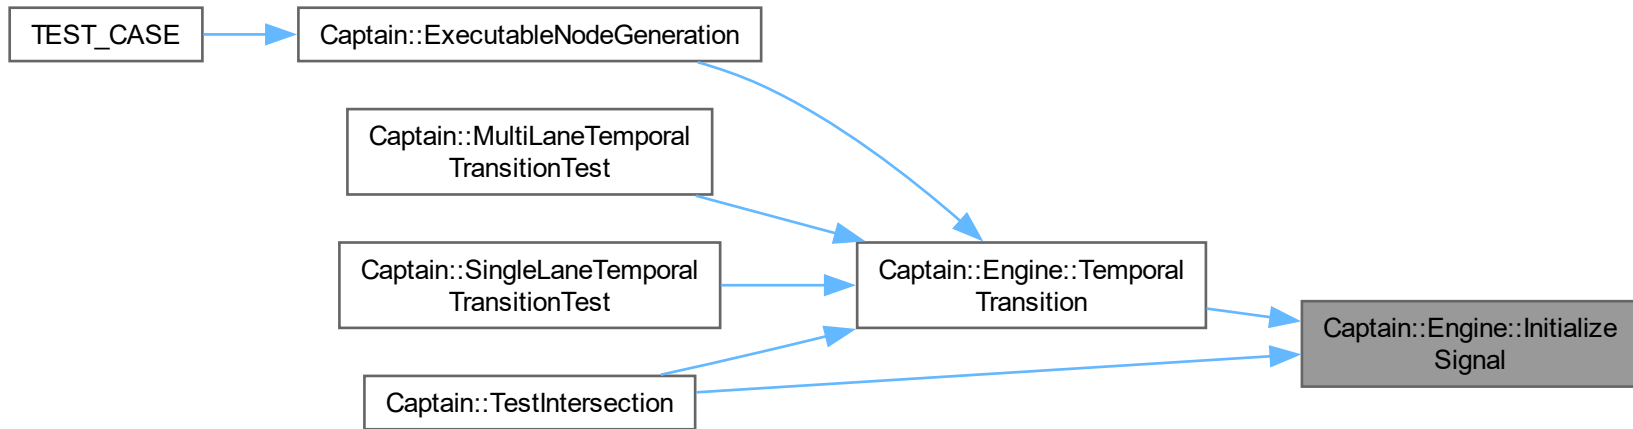 TEST_CASE
Captain::ExecutableNodeGeneration
Captain::MultiLaneTemporal
TransitionTest
Captain::SingleLaneTemporal
TransitionTest
Captain::TestIntersection
Captain::Engine::Temporal
Transition
Captain::Engine::Initialize
Signal